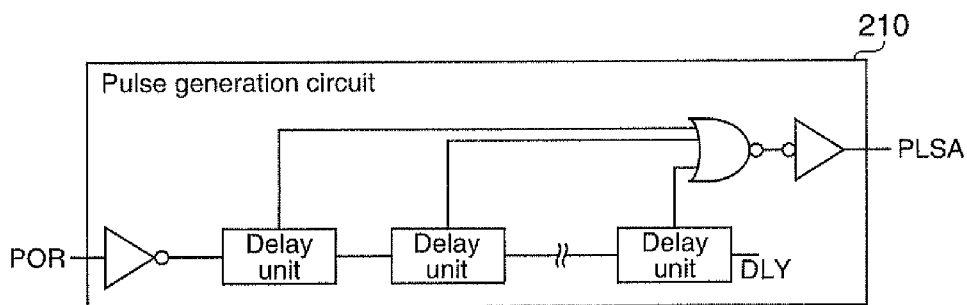 210
Pulse generation circuit
PLSA
POR
Delay
unit
Delay
unit
Delay
unit
DLY